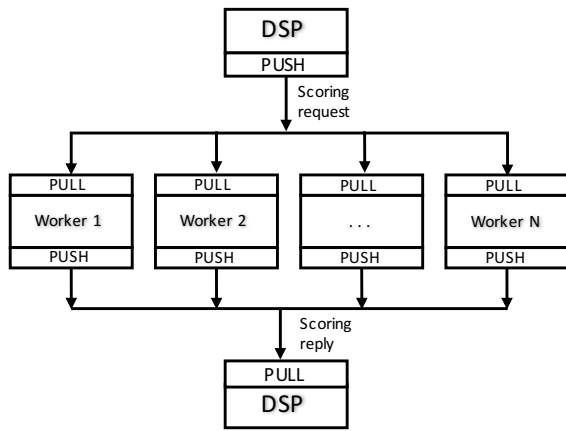 DSP
PUSH
Scoring
request
PULL PULL PULL PULL
Worker 1 Worker 2 ... Worker N
PUSH PUSH PUSH PUSH
Scoring
reply
PULL
DSP